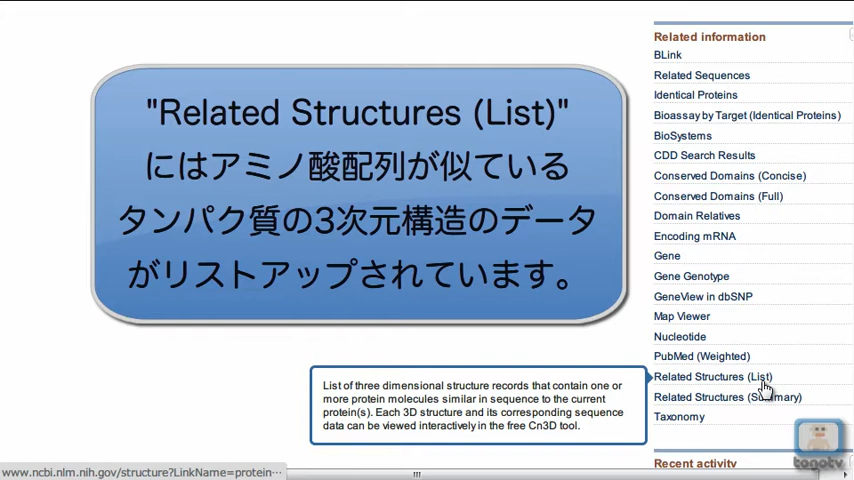 "Related Structures (List)"
にはアミノ酸配列が似ている
タンパク質の3次元構造のデータ
がリストアップされています。
Related information
BLink
Related Sequences
Identical Proteins
Bioassay by Target (Identical Proteins)
BioSystems
CDD Search Results
Conserved Domains (Concise)
Conserved Domains (Full)
Domain Relatives
Encoding mRNA
Gene
Gene Genotype
GeneView in dbSNP
Map Viewer
Nucleotide
PubMed (Weighted)
Related Structures (List)
Related Structures (Summary)
Taxonomy
List of three dimensional structure records that contain one or
more protein molecules similar in sequence to the current
protein(s). Each 3D structure and its corresponding sequence
data can be viewed interactively in the free Cn3D tool.
Recent activity
www.ncbi.nlm.nih.gov/structure?LinkName=protein···
togotv